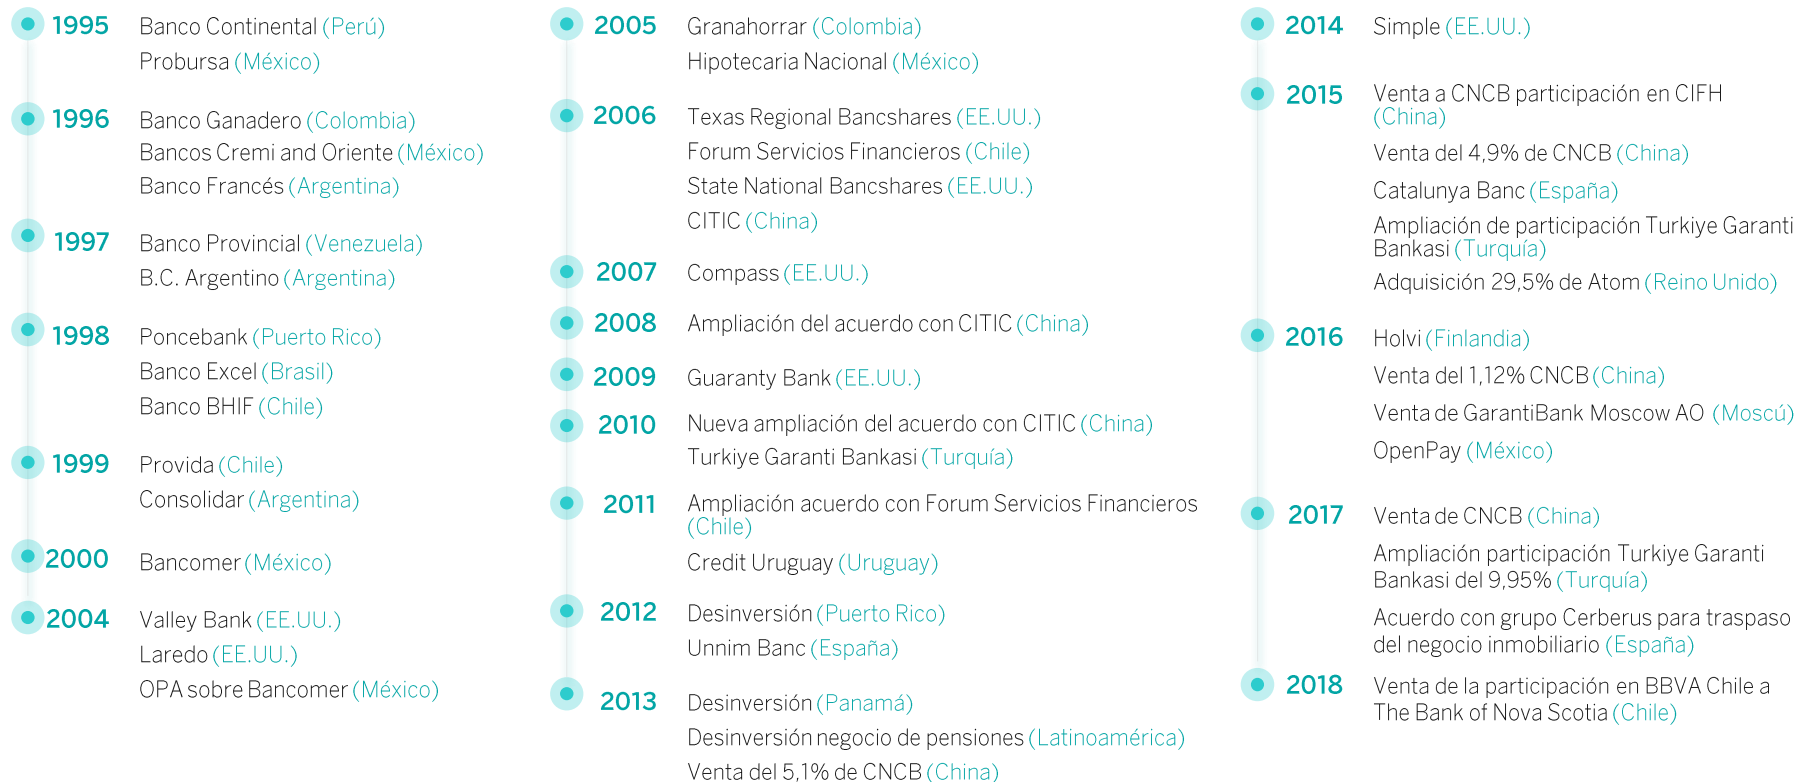 1995 Banco Continental (Perú)
Probursa (México)
1996 Banco Ganadero (Colombia)
Bancos Cremi and Oriente (México)
Banco Francés (Argentina)
1997 Banco Provincial (Venezuela)
B.C. Argentino (Argentina)
1998 Poncebank (Puerto Rico)
Banco Excel (Brasil)
Banco BHIF (Chile)
1999 Provida (Chile)
Consolidar (Argentina)
2000 Bancomer (México)
2004 Valley Bank (EE.UU.)
Laredo (EE.UU.)
OPA sobre Bancomer (México)
2005 Granahorrar (Colombia)
Hipotecaria Nacional (México)
2006 Texas Regional Bancshares (EE.UU.)
Forum Servicios Financieros (Chile)
State National Bancshares (EE.UU.)
CITIC (China)
2007 Compass (EE.UU.)
2008 Ampliación del acuerdo con CITIC (China)
2009 Guaranty Bank (EE.UU.)
2010 Nueva ampliación del acuerdo con CITIC (China)
Turkiye Garanti Bankasi (Turquía)
2011 Ampliación acuerdo con Forum Servicios Financieros
(Chile)
Credit Uruguay (Uruguay)
2012 Desinversión (Puerto Rico)
Unnim Banc (España)
2013 Desinversión (Panamá)
Desinversión negocio de pensiones (Latinoamérica)
Venta del 5,1% de CNCB (China)
2014 Simple (EE.UU.)
2015 Venta a CNCB participación en CIFH
(China)
Venta del 4,9% de CNCB (China)
Catalunya Banc (España)
Ampliación de participación Turkiye Garanti
Bankasi (Turquía)
Adquisición 29,5% de Atom (Reino Unido)
2016 Holvi (Finlandia)
Venta del 1,12% CNCB (China)
Venta de GarantiBank Moscow AO (Moscú)
OpenPay (México)
2017 Venta de CNCB (China)
Ampliación participación Turkiye Garanti
Bankasi del 9,95% (Turquía)
Acuerdo con grupo Cerberus para traspaso
del negocio inmobiliario (España)
2018 Venta de la participación en BBVA Chile a
The Bank of Nova Scotia (Chile)